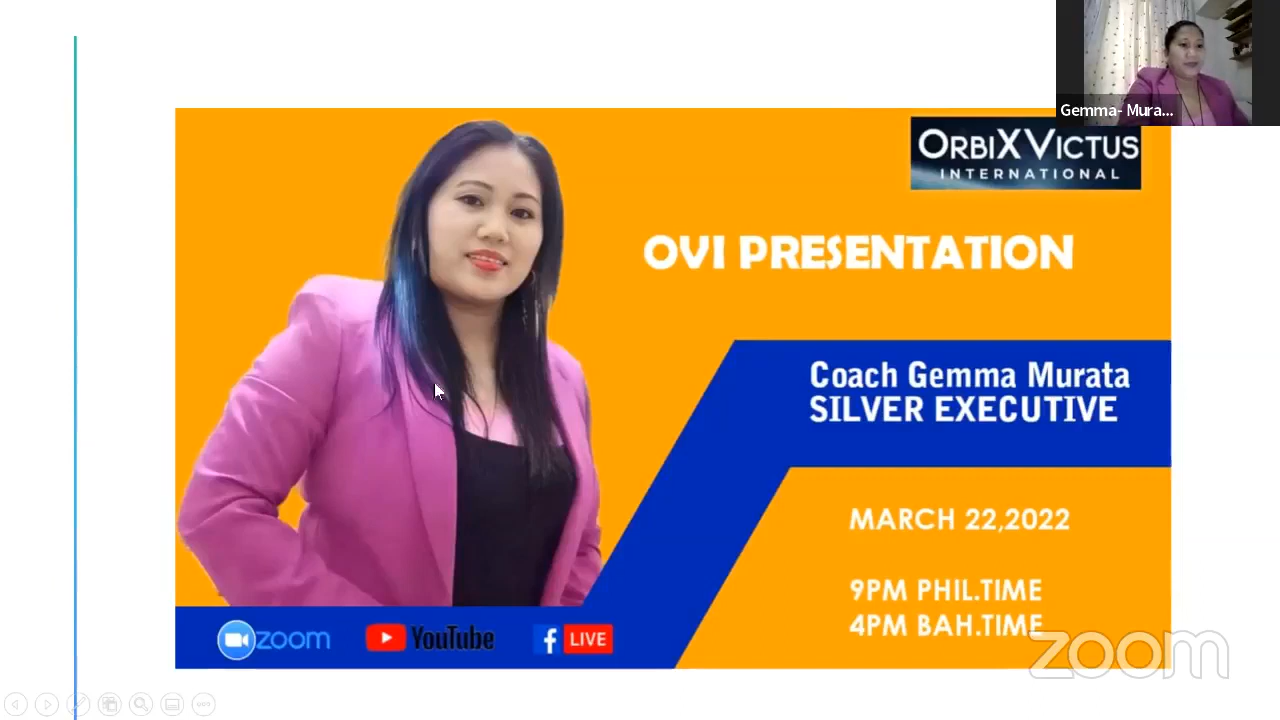 Gemma- Mura...
ORBIXVICTUS
INTERNATIONAL
OVI PRESENTATION
Coach Gemma Murata
SILVER EXECUTIVE
MARCH 22,2022
9PM PHIL.TIME
4PM BAH.TIME
zoom
YouTube
f LIVE
zoom